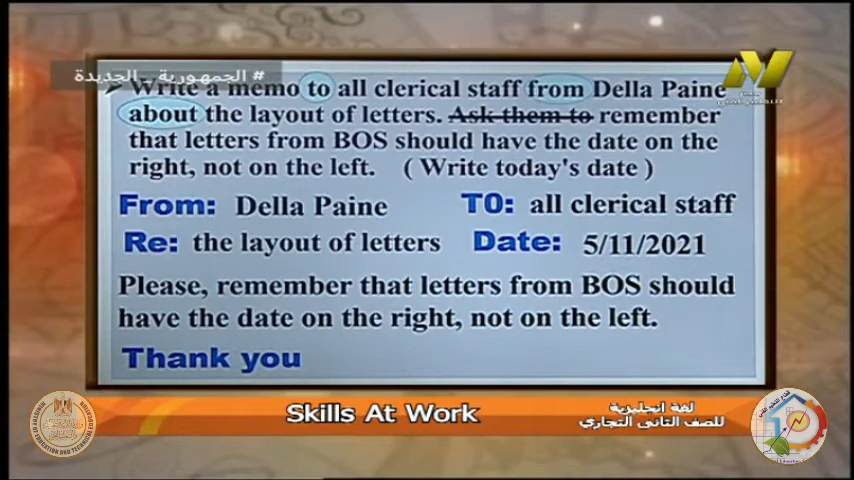 # الجمهورية_الجديدة
➤ Write a memo to all clerical staff from Della Paine
about the layout of letters. Ask them to remember
that letters from BOS should have the date on the
right, not on the left. ( Write today's date )
From: Della Paine TO: all clerical staff
Re: the layout of letters Date: 5/11/2021
Please, remember that letters from BOS should
have the date on the right, not on the left.
Thank you
Skills At Work
لغة انجليزية
للصف الثانى التجاري